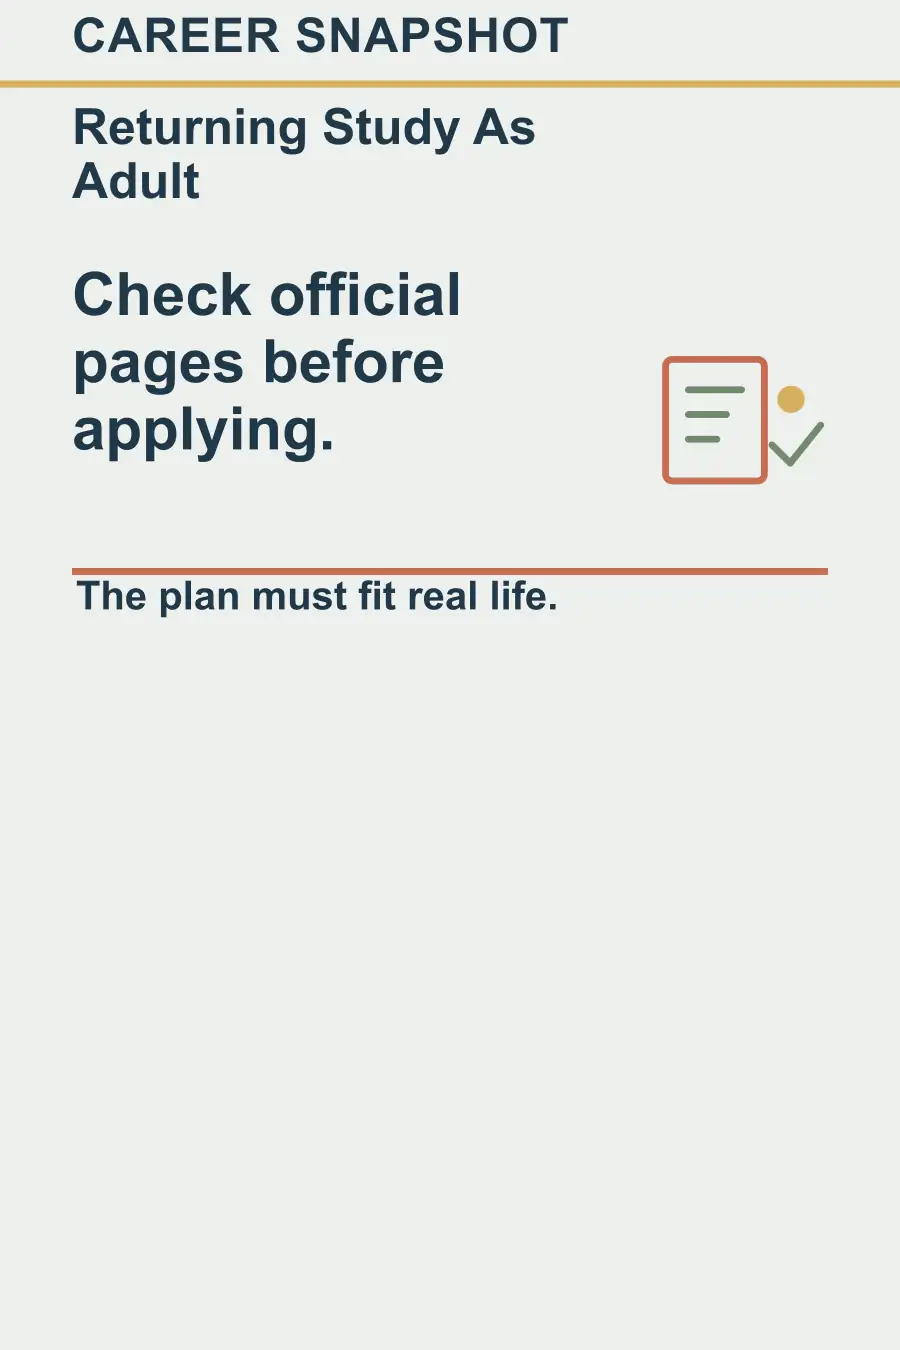 CAREER SNAPSHOT
Returning Study As
Adult
Check official
pages before
applying.
The plan must fit real life.